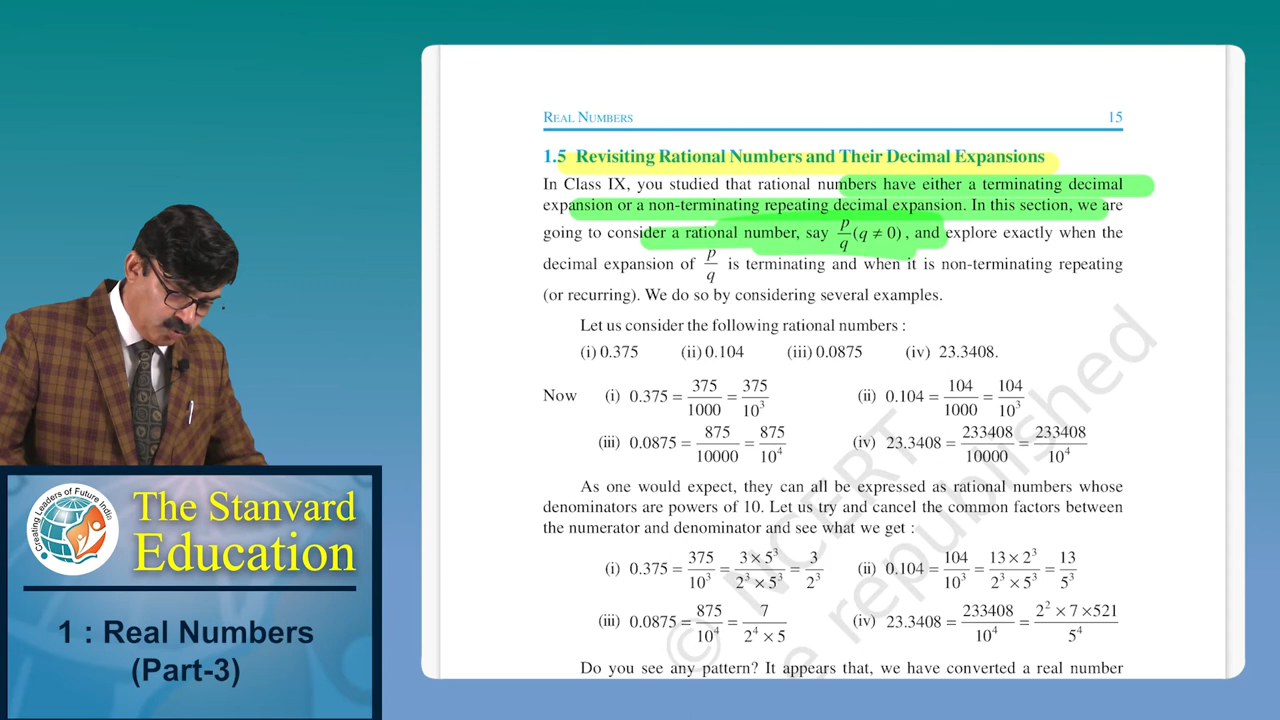 REAL NUMBERS 15
1.5 Revisiting Rational Numbers and Their Decimal Expansions
In Class IX, you studied that rational numbers have either a terminating decimal
expansion or a non-terminating repeating decimal expansion. In this section, we are
going to consider a rational number, say p/q (q ≠ 0), and explore exactly when the
decimal expansion of p/q is terminating and when it is non-terminating repeating
(or recurring). We do so by considering several examples.
Let us consider the following rational numbers :
(i) 0.375 (ii) 0.104 (iii) 0.0875 (iv) 23.3408.
Now (i) 0.375 = 375/1000 = 375/10³ (ii) 0.104 = 104/1000 = 104/10³
(iii) 0.0875 = 875/10000 = 875/10⁴ (iv) 23.3408 = 233408/10000 = 233408/10⁴
As one would expect, they can all be expressed as rational numbers whose
denominators are powers of 10. Let us try and cancel the common factors between
the numerator and denominator and see what we get :
(i) 0.375 = 375/10³ = 3 × 5³/2³ × 5³ = 3/2³ (ii) 0.104 = 104/10³ = 13 × 2³/2³ × 5³ = 13/5³
(iii) 0.0875 = 875/10⁴ = 7/2⁴ × 5 (iv) 23.3408 = 233408/10⁴ = 2² × 7 × 521/5⁴
Do you see any pattern? It appears that, we have converted a real number
© NCERT
republished
Creating Leaders of Future India
The Stanvard
Education
1 : Real Numbers
(Part-3)